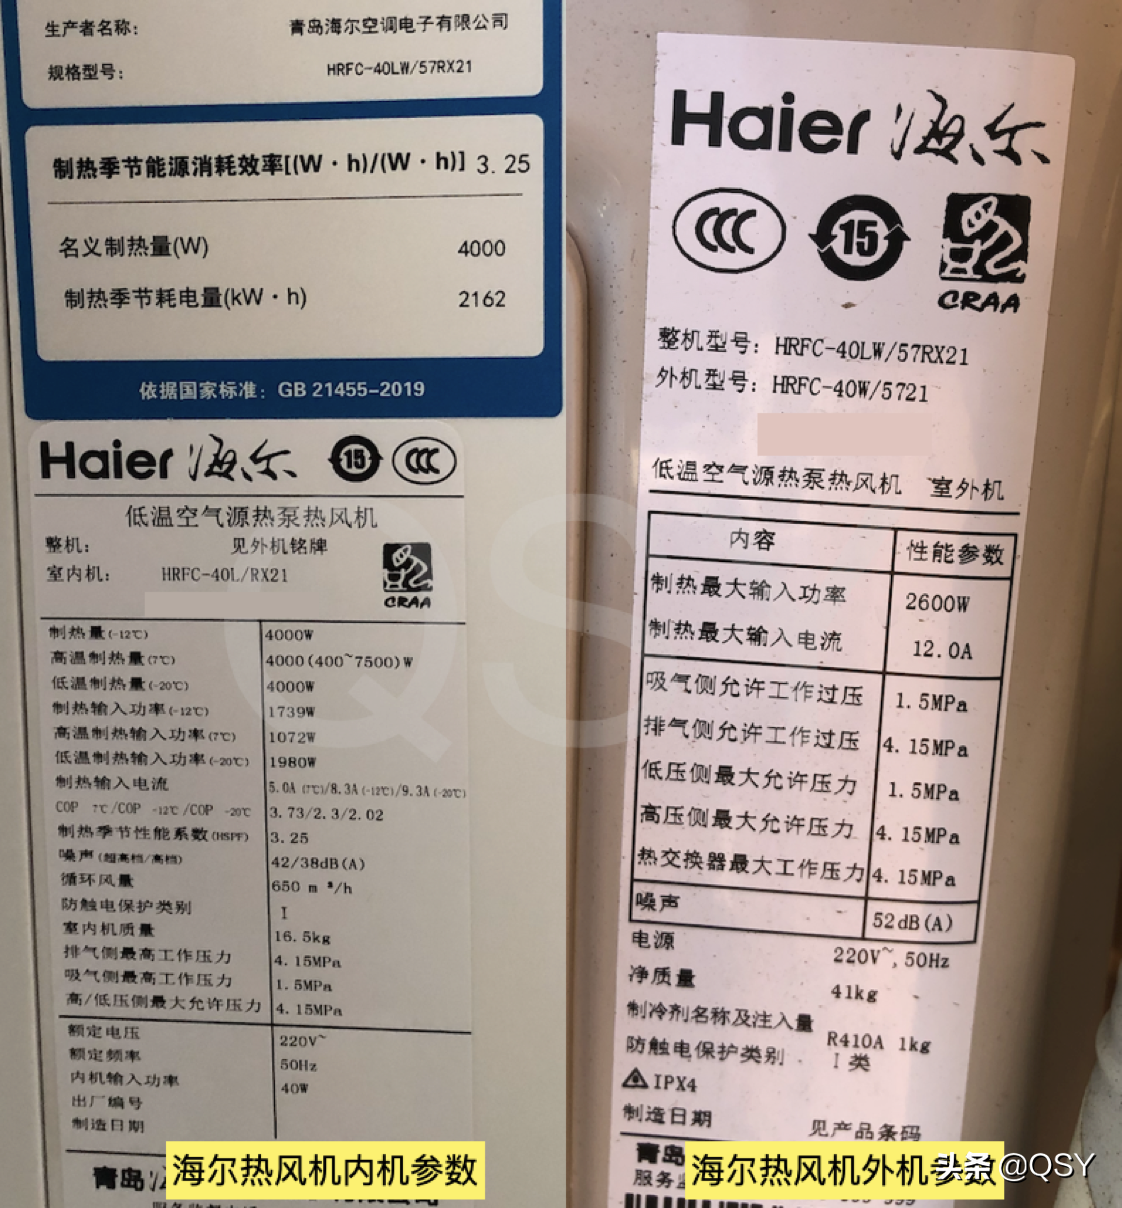 生产者名称: 青岛海尔空调电子有限公司
规格型号: HRFC-40LW/57RX21
制热季节能源消耗效率[(W·h)/(W·h)] 3.25
名义制热量(W) 4000
制热季节耗电量(kW·h) 2162
依据国家标准: GB 21455-2019
Haier 海尔 15 CCC
低温空气源热泵热风机
整机: 见外机铭牌
室内机: HRFC-40L/RX21
CRAA
制热量(-12℃) 4000W
高温制热量(7℃) 4000(400~7500)W
低温制热量(-20℃) 4000W
制热输入功率(-12℃) 1739W
高温制热输入功率(7℃) 1072W
低温制热输入功率(-20℃) 1980W
制热输入电流 5.0A (7℃)/8.3A(-12℃)/9.3A(-20℃)
COP 7℃/COP -12℃/COP -20℃ 3.73/2.3/2.02
制热季节性能系数(HSPF) 3.25
噪声(超高档/高档) 42/38dB(A)
循环风量 650 m³/h
防触电保护类别 I
室内机质量 16.5kg
排气侧最高工作压力 4.15MPa
吸气侧最高工作压力 1.5MPa
高/低压侧最大允许压力 4.15MPa
额定电压 220V~
额定频率 50Hz
内机输入功率 40W
出厂编号
制造日期
青岛
海尔热风机内机参数
Haier 海尔
CCC 15 CRAA
整机型号: HRFC-40LW/57RX21
外机型号: HRFC-40W/5721
低温空气源热泵热风机 室外机
内容 性能参数
制热最大输入功率 2600W
制热最大输入电流 12.0A
吸气侧允许工作过压 1.5MPa
排气侧允许工作过压 4.15MPa
低压侧最大允许压力 1.5MPa
高压侧最大允许压力 4.15MPa
热交换器最大工作压力 4.15MPa
噪声 52dB(A)
电源 220V~,50Hz
净质量 41kg
制冷剂名称及注入量 R410A 1kg
防触电保护类别 I类
IPX4
制造日期 见产品条码
青岛
服务
海尔热风机外机参数
头条 @QSY
QS